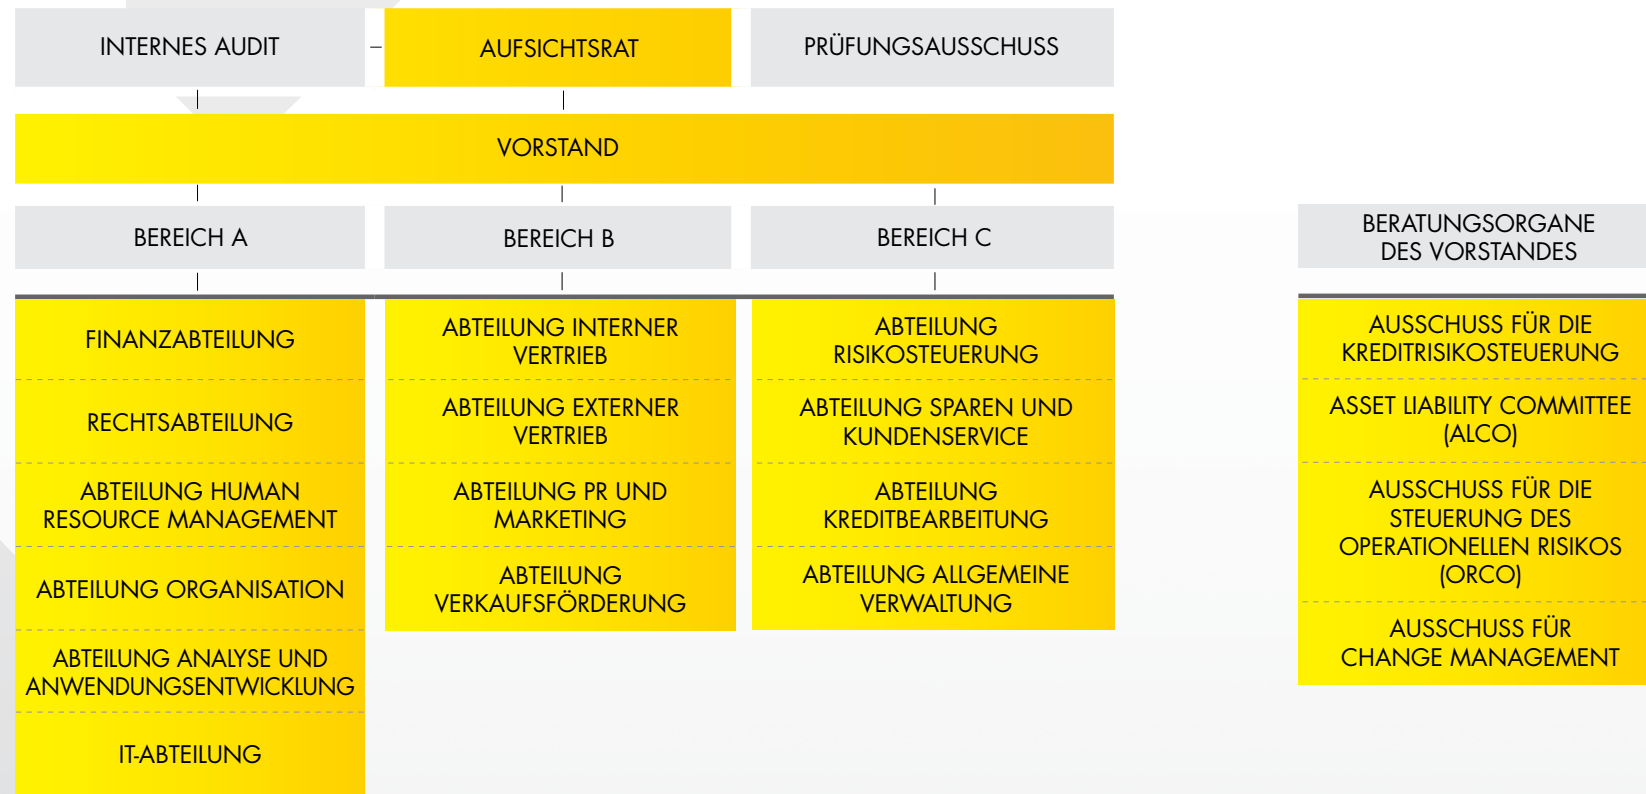 INTERNES AUDIT
AUFSICHTSRAT
PRÜFUNGSAUSSCHUSS
VORSTAND
BEREICH A
BEREICH B
BEREICH C
BERATUNGSORGANE
DES VORSTANDES
FINANZABTEILUNG
RECHTSABTEILUNG
ABTEILUNG HUMAN
RESOURCE MANAGEMENT
ABTEILUNG ORGANISATION
ABTEILUNG ANALYSE UND
ANWENDUNGSENTWICKLUNG
IT-ABTEILUNG
ABTEILUNG INTERNER
VERTRIEB
ABTEILUNG EXTERNER
VERTRIEB
ABTEILUNG PR UND
MARKETING
ABTEILUNG
VERKAUFSFÖRDERUNG
ABTEILUNG
RISIKOSTEUERUNG
ABTEILUNG SPAREN UND
KUNDENSERVICE
ABTEILUNG
KREDITBEARBEITUNG
ABTEILUNG ALLGEMEINE
VERWALTUNG
AUSSCHUSS FÜR DIE
KREDITRISIKOSTEUERUNG
ASSET LIABILITY COMMITTEE
(ALCO)
AUSSCHUSS FÜR DIE
STEUERUNG DES
OPERATIONELLEN RISIKOS
(ORCO)
AUSSCHUSS FÜR
CHANGE MANAGEMENT